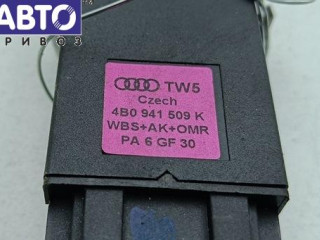 АВТО
ПРИВОЗ
TW5
Czech
4B0 941 509 K
WBS+AK+OMR
PA 6 GF 30